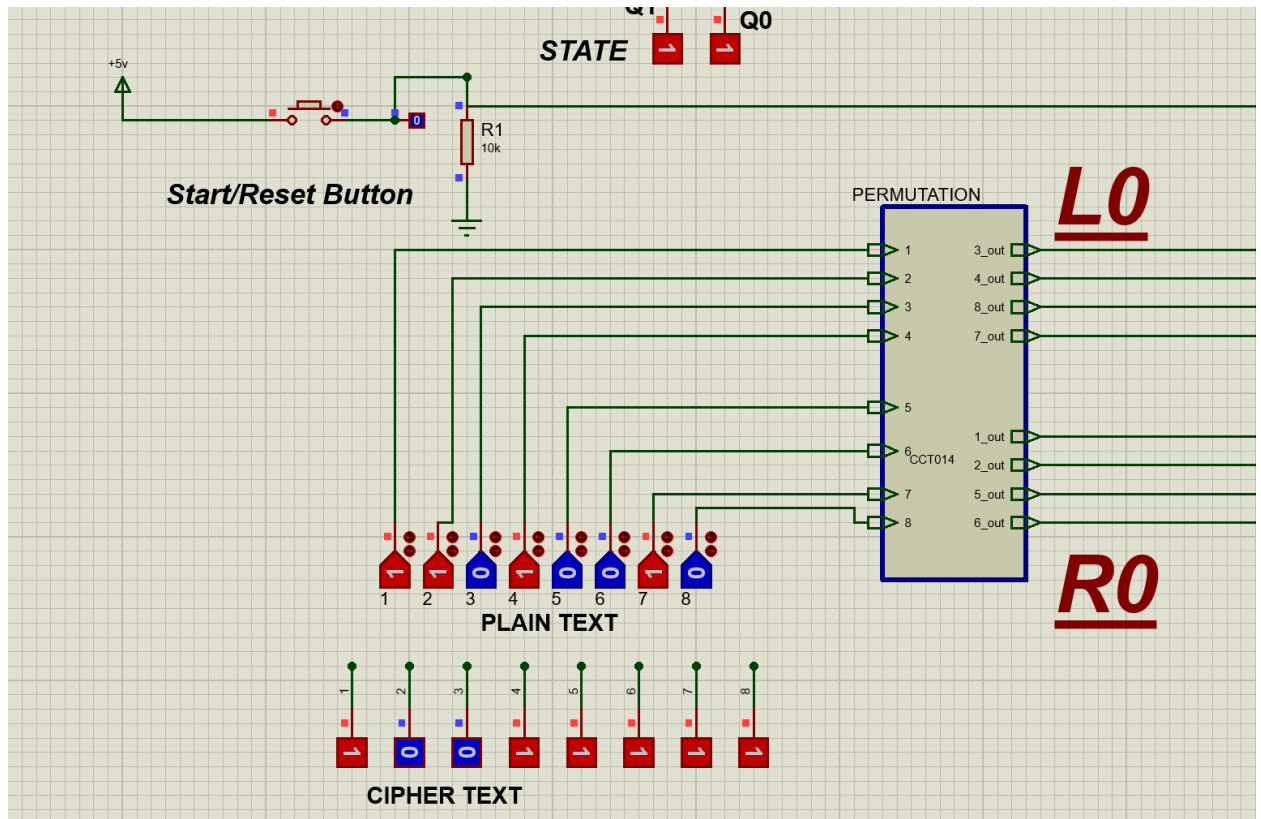 Q1 Q0
STATE 1 1
+5v
0
R1
10k
Start/Reset Button
PERMUTATION
L0
1 3_out
2 4_out
3 8_out
4 7_out
5
1_out
6
CCT014
2_out
7 5_out
8 6_out
1 1 0 1 0 0 1 0
1 2 3 4 5 6 7 8
PLAIN TEXT
R0
1 2 3 4 5 6 7 8
1 0 0 1 1 1 1 1
CIPHER TEXT